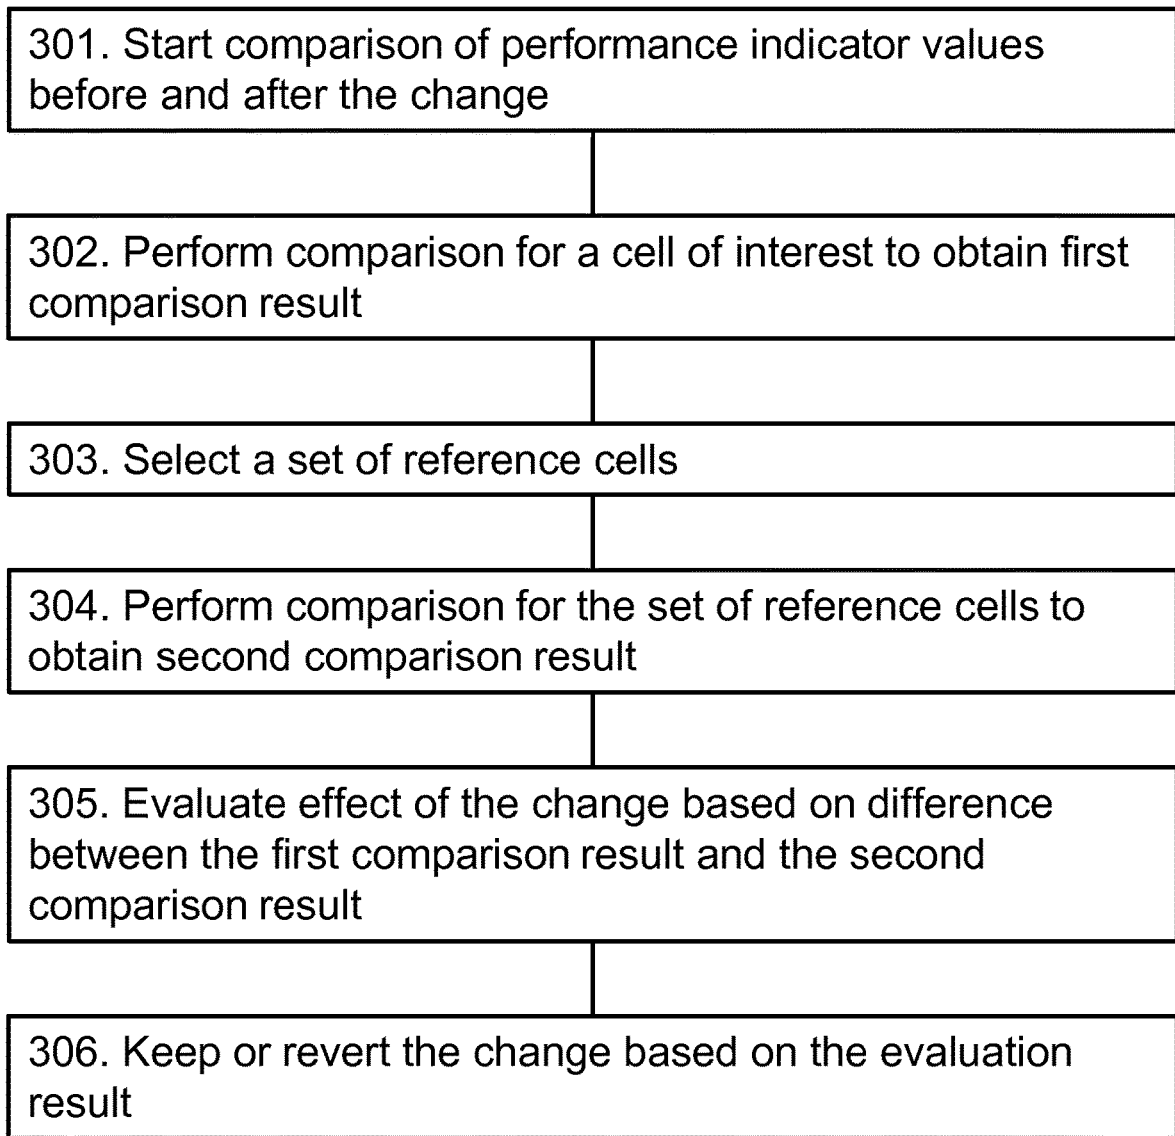 301. Start comparison of performance indicator values
before and after the change
302. Perform comparison for a cell of interest to obtain first
comparison result
303. Select a set of reference cells
304. Perform comparison for the set of reference cells to
obtain second comparison result
305. Evaluate effect of the change based on difference
between the first comparison result and the second
comparison result
306. Keep or revert the change based on the evaluation
result